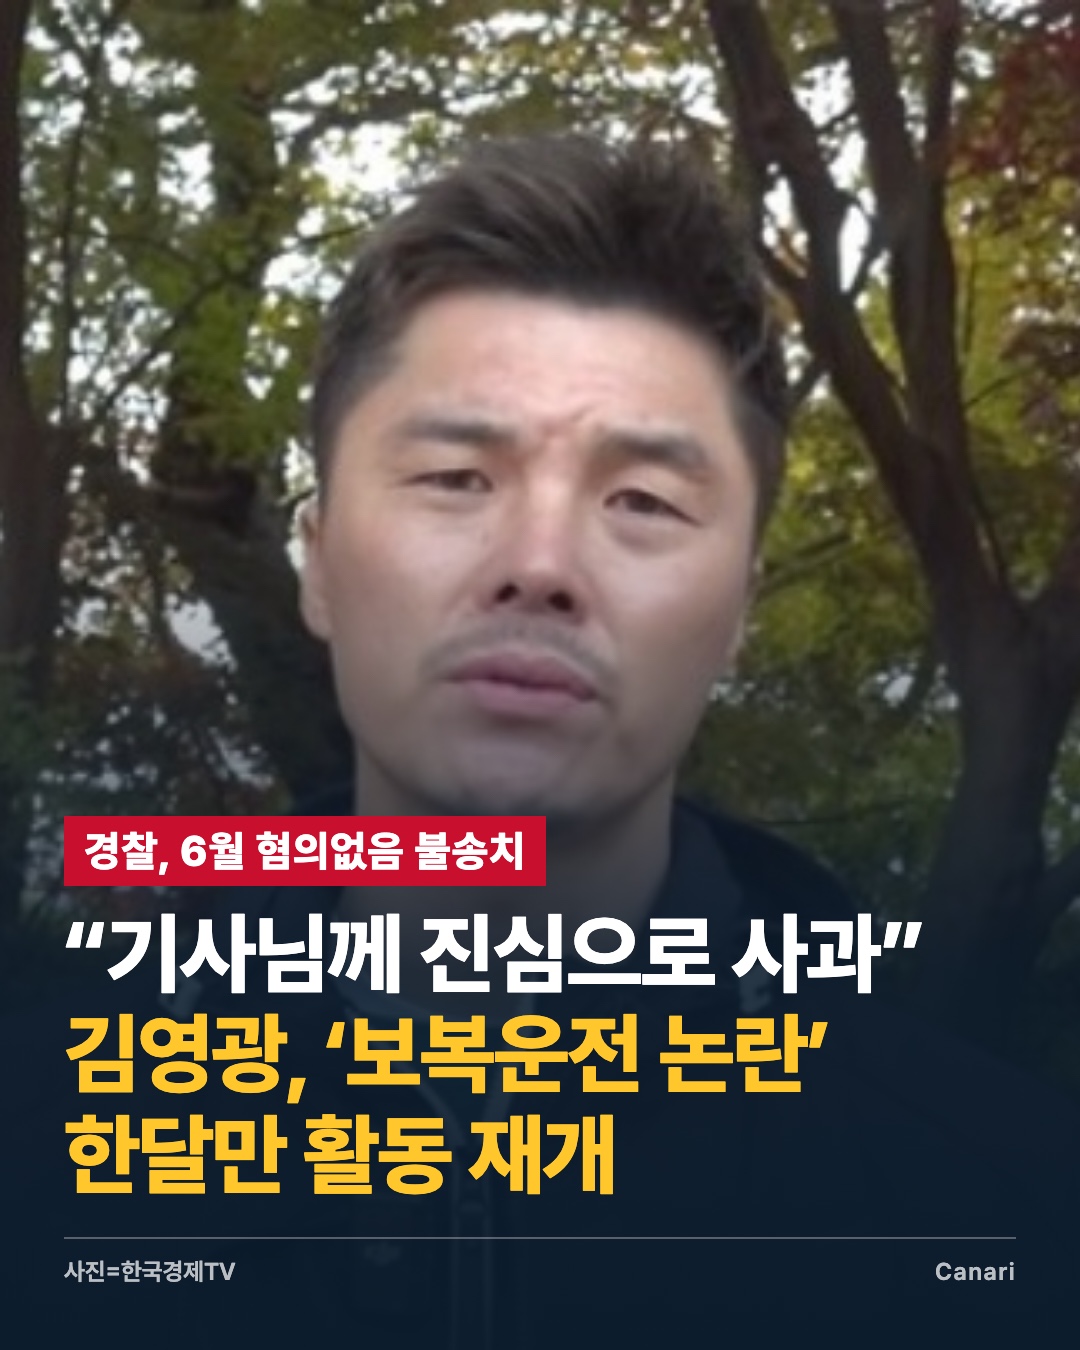 경찰, 6월 혐의없음 불송치
“기사님께 진심으로 사과”
김영광, ‘보복운전 논란’
한달만 활동 재개
사진=한국경제TV
Canari